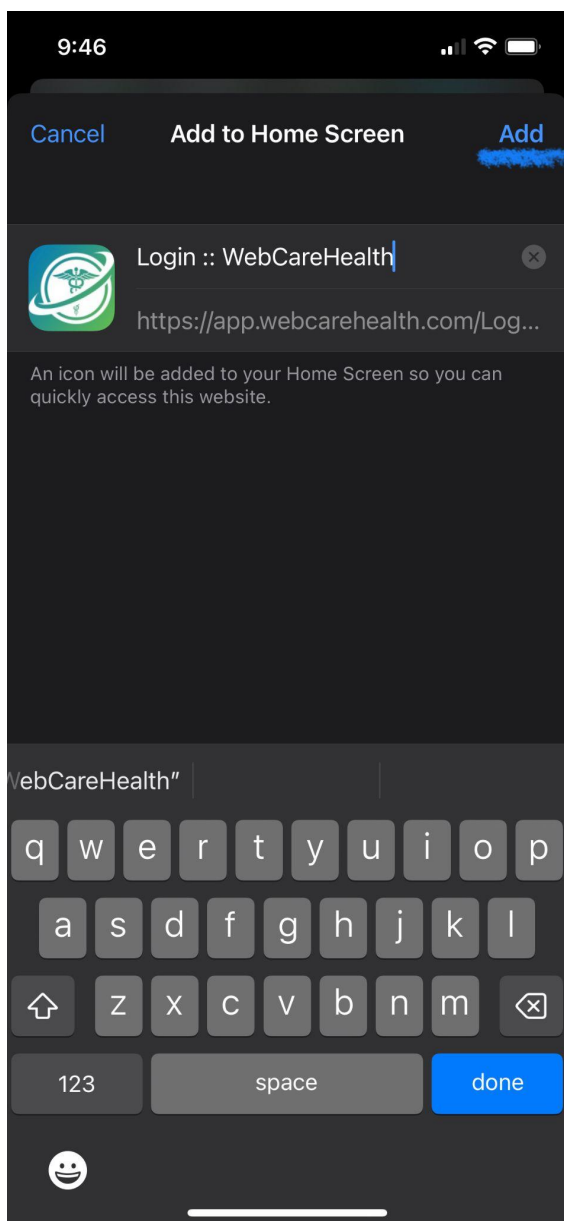 9:46
Cancel Add to Home Screen Add
Login :: WebCareHealth
https://app.webcarehealth.com/Log...
An icon will be added to your Home Screen so you can
quickly access this website.
WebCareHealth"
q w e r t y u i o p
a s d f g h j k l
z x c v b n m
123 space done